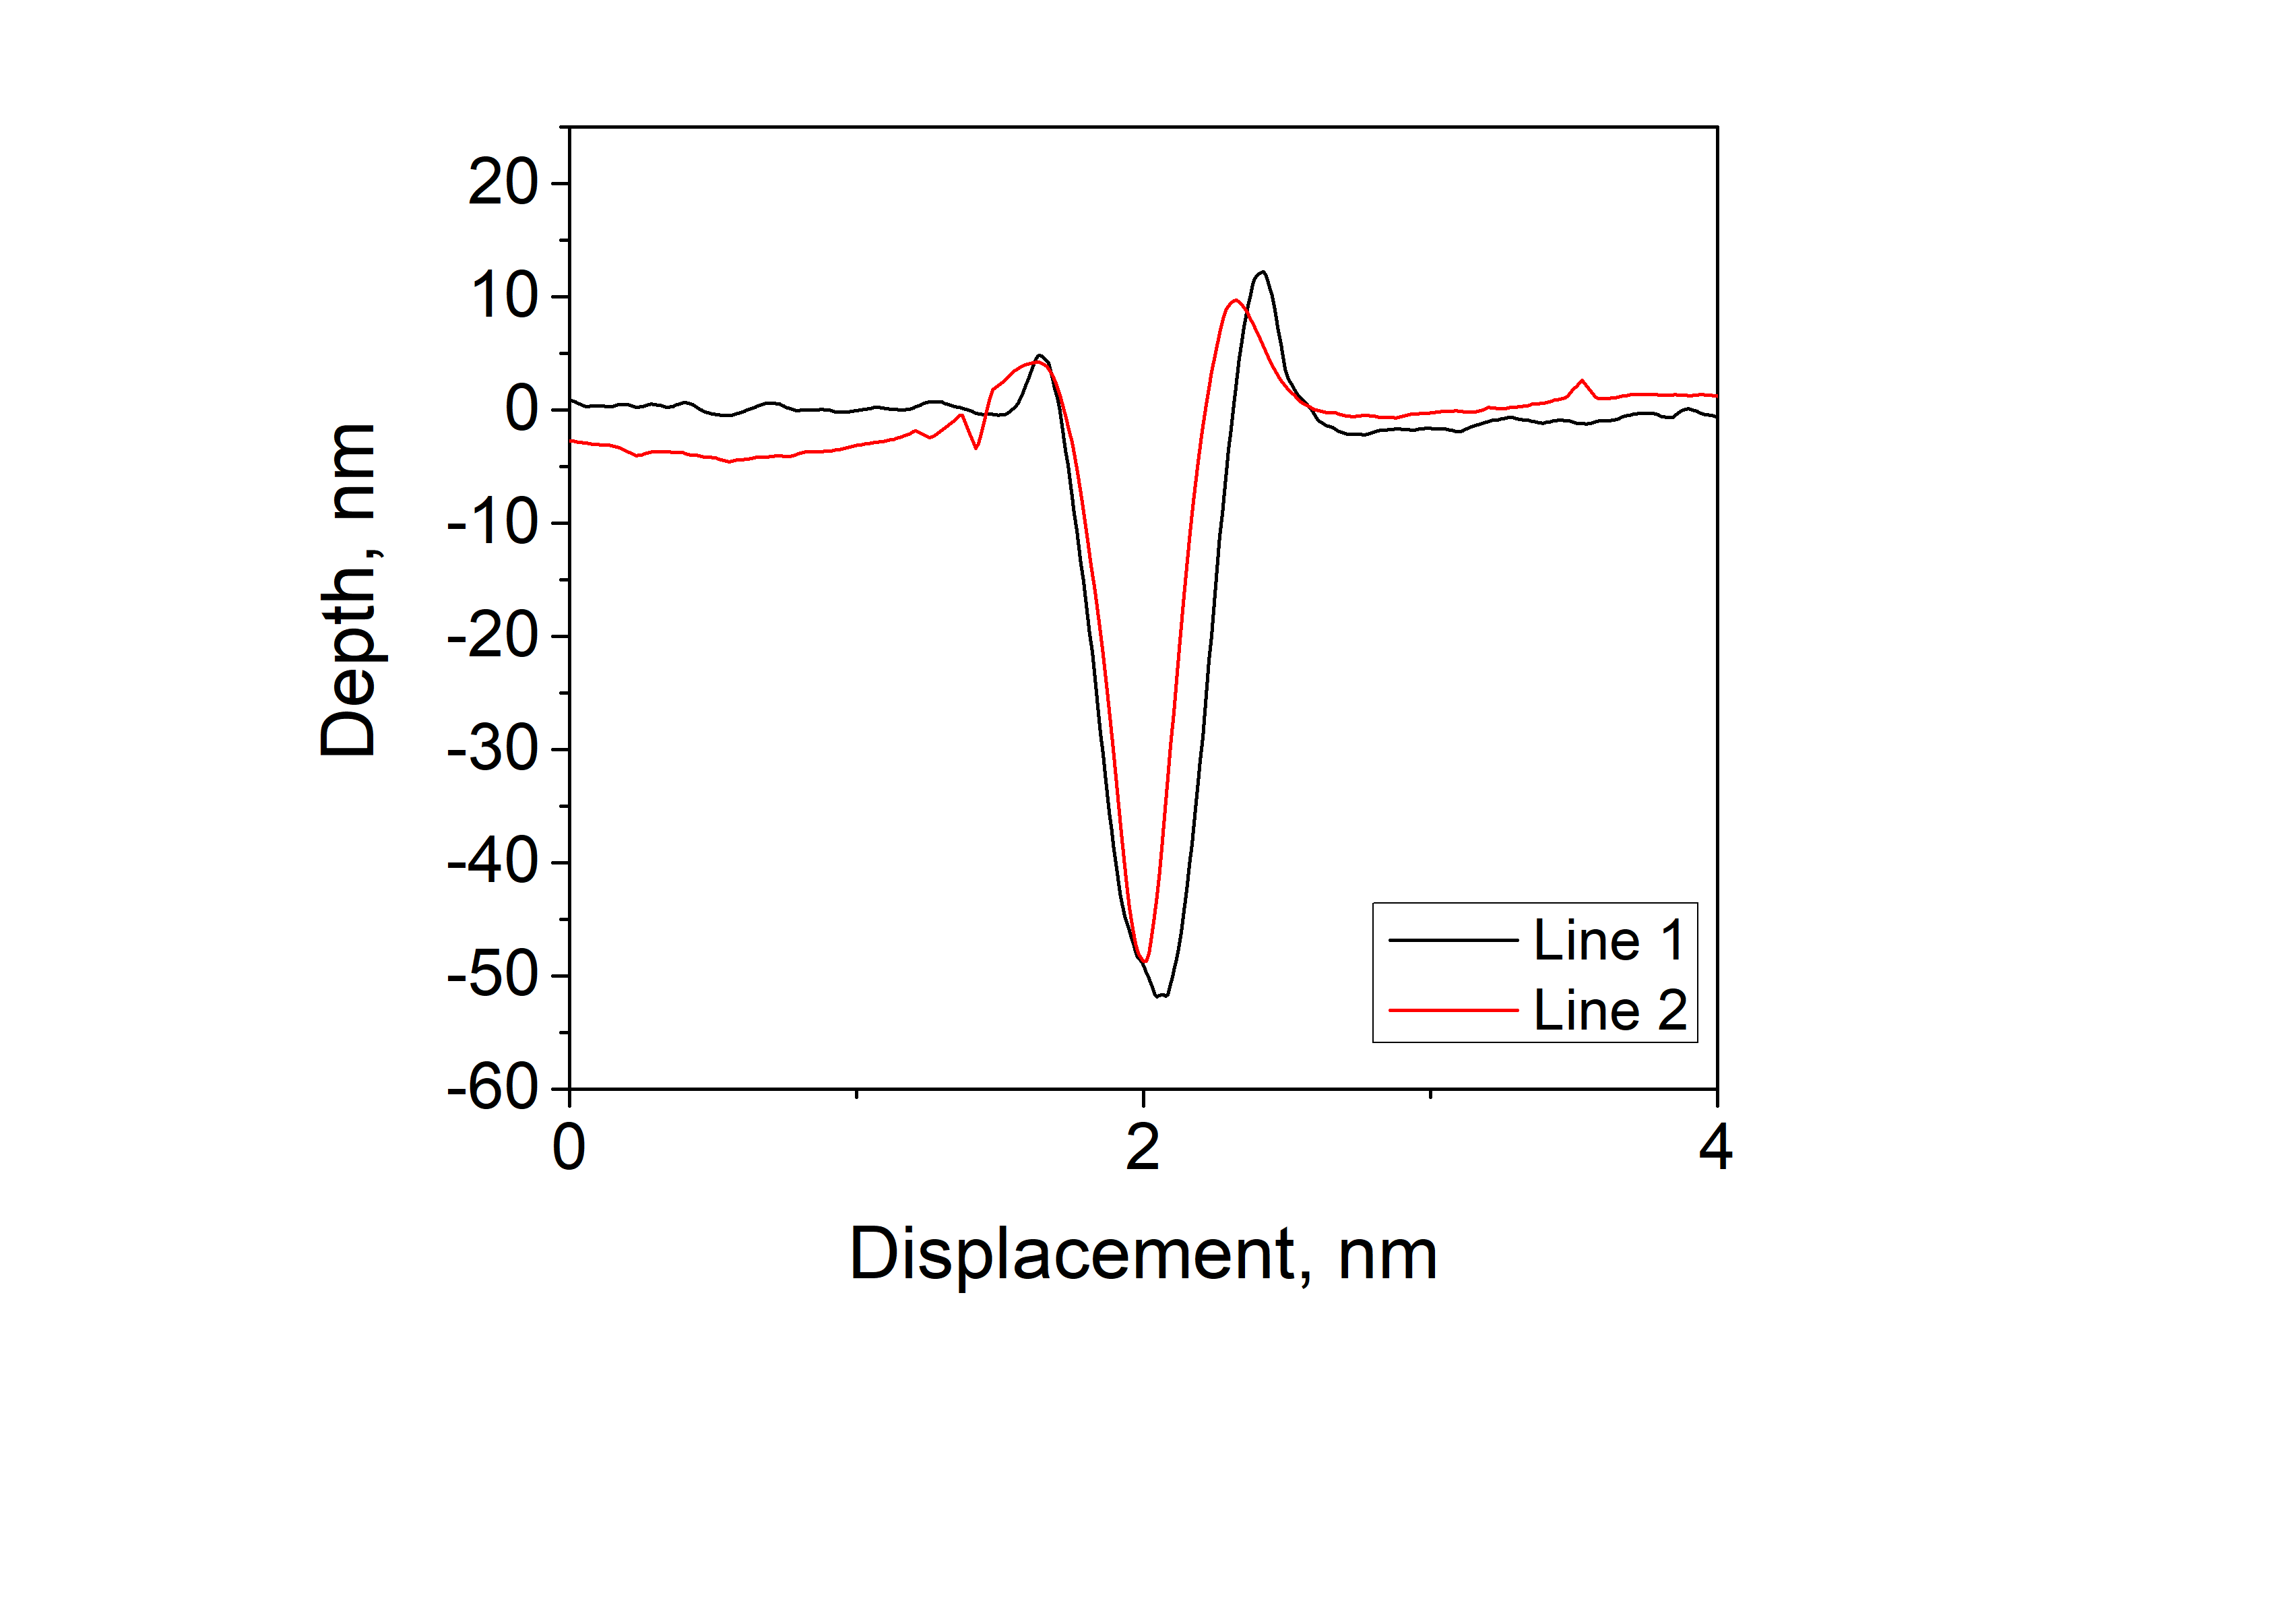 20
10
0
-10
-20
-30
-40
-50
-60
Depth, nm
Line 1
Line 2
0 2 4
Displacement, nm